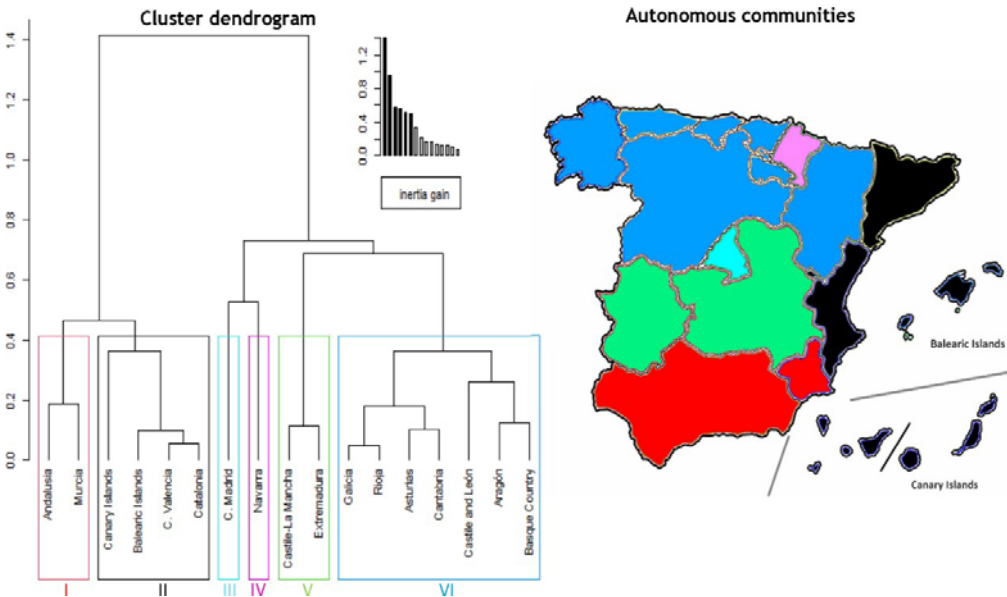 Cluster dendrogram
Autonomous communities
1.4
1.2
1.0
0.8
0.6
0.4
0.2
0.0
1.2
0.8
0.4
0.0
inertia gain
Andalusia
Murcia
Canary Islands
Balearic Islands
C. Valencia
Catalonia
C. Madrid
Navarra
Castile-La Mancha
Extremadura
Galicia
Rioja
Asturias
Cantabria
Castile and León
Aragón
Basque Country
I
II
III
IV
V
VI
Balearic Islands
Canary Islands